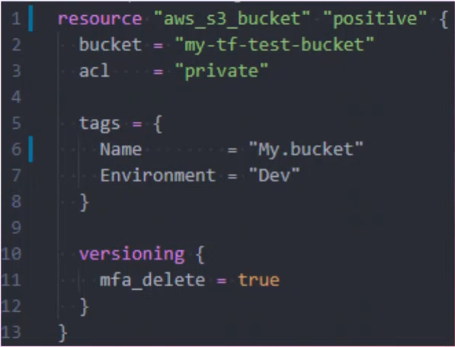 1 resource "aws_s3_bucket" "positive" {
2   bucket = "my-tf-test-bucket"
3   acl    = "private"
4
5   tags = {
6     Name        = "My.bucket"
7     Environment = "Dev"
8   }
9
10   versioning {
11     mfa_delete = true
12   }
13 }